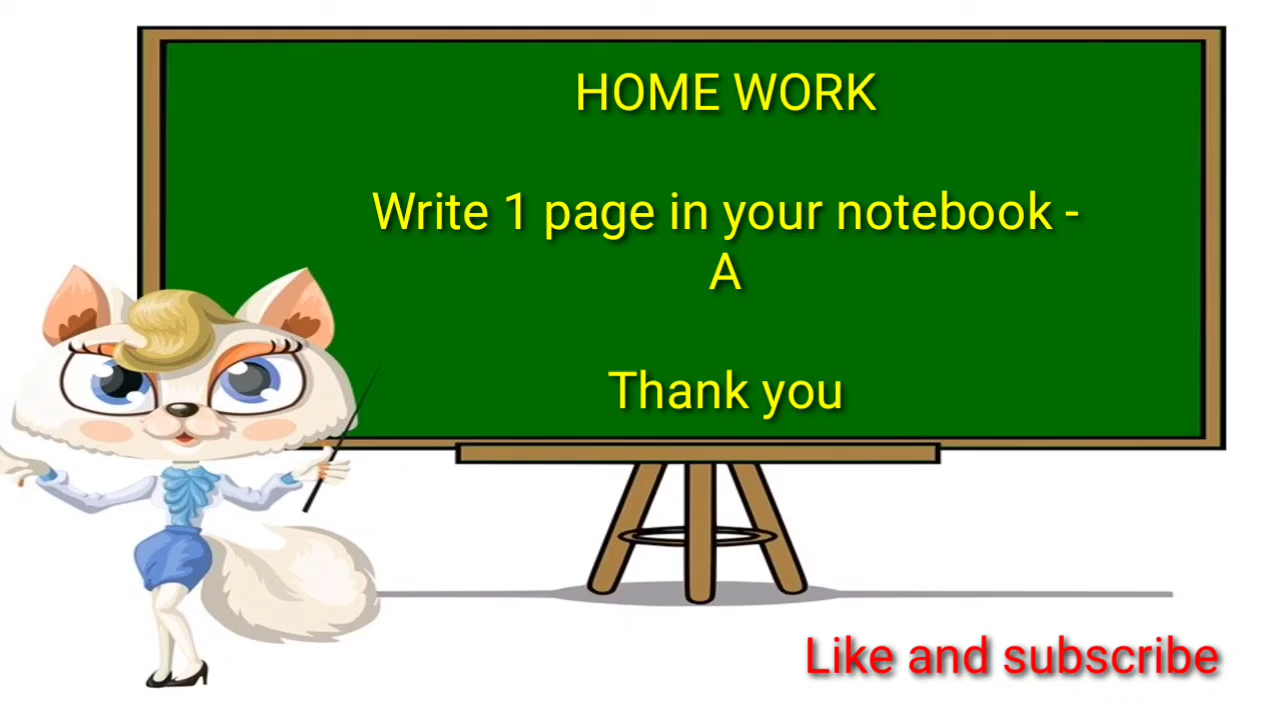 HOME WORK
Write 1 page in your notebook -
A
Thank you
Like and subscribe